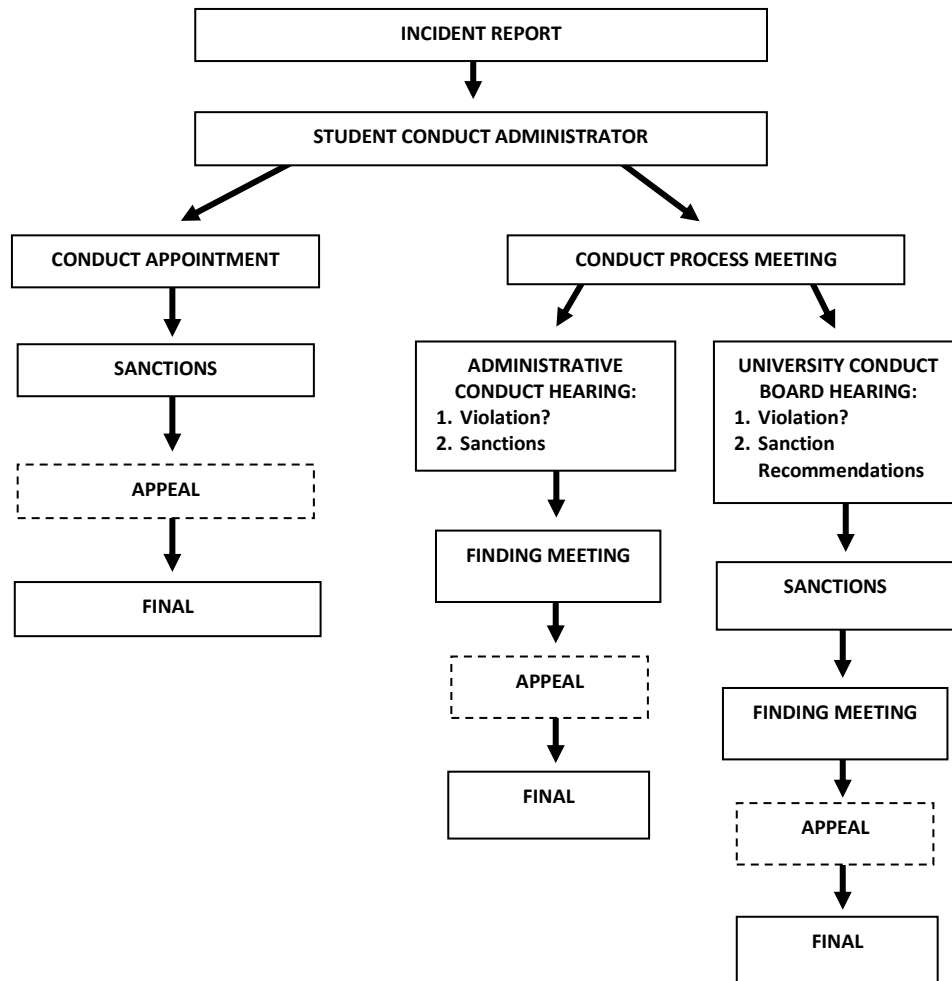 INCIDENT REPORT
STUDENT CONDUCT ADMINISTRATOR
CONDUCT APPOINTMENT
CONDUCT PROCESS MEETING
SANCTIONS
ADMINISTRATIVE
CONDUCT HEARING:
1. Violation?
2. Sanctions
UNIVERSITY CONDUCT
BOARD HEARING:
1. Violation?
2. Sanction
Recommendations
APPEAL
FINDING MEETING
SANCTIONS
FINAL
APPEAL
FINDING MEETING
FINAL
APPEAL
FINAL